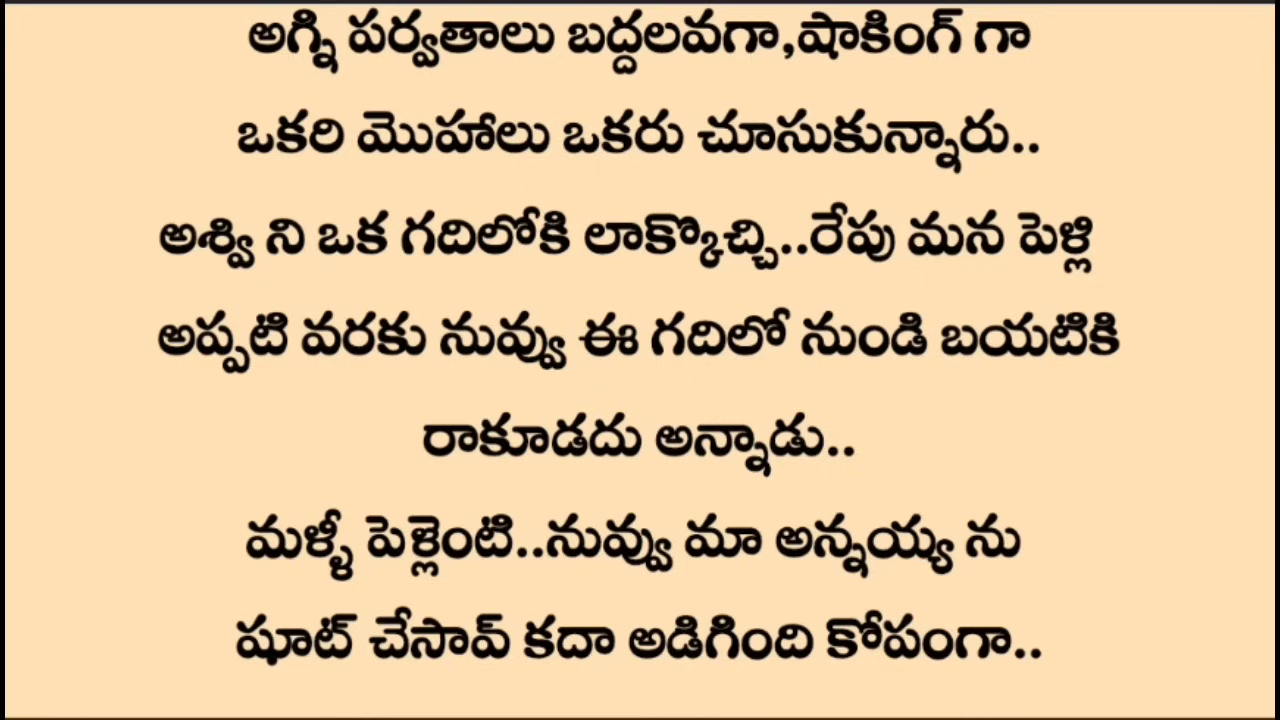 అగ్ని పర్వతాలు బద్దలవగా,షాకింగ్ గా
ఒకరి మొహాలు ఒకరు చూసుకున్నారు..
అశ్వి ని ఒక గదిలోకి లాక్కొచ్చి..రేపు మన పెళ్లి
అప్పటి వరకు నువ్వు ఈ గదిలో నుండి బయటికి
రాకూడదు అన్నాడు..
మళ్ళీ పెళ్లెంటి..నువ్వు మా అన్నయ్య ను
షూట్ చేసావ్ కదా అడిగింది కోపంగా..